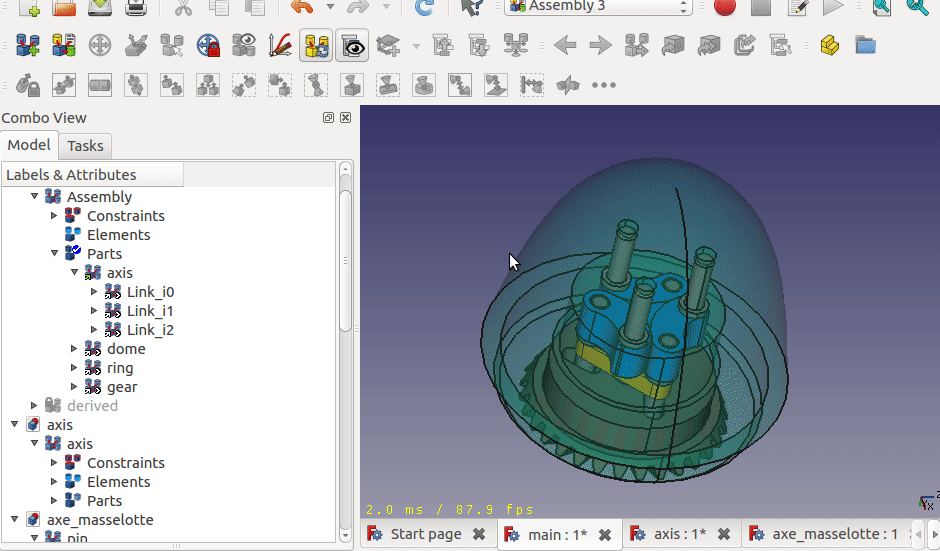 Assembly 3
Combo View
Model Tasks
Labels & Attributes
Assembly
Constraints
Elements
Parts
axis
Link_i0
Link_i1
Link_i2
dome
ring
gear
derived
axis
axis
Constraints
Elements
Parts
axe_masselotte
pin
2.0 ms / 87.9 fps
Start page main : 1* axis : 1* axe_masselotte : 1